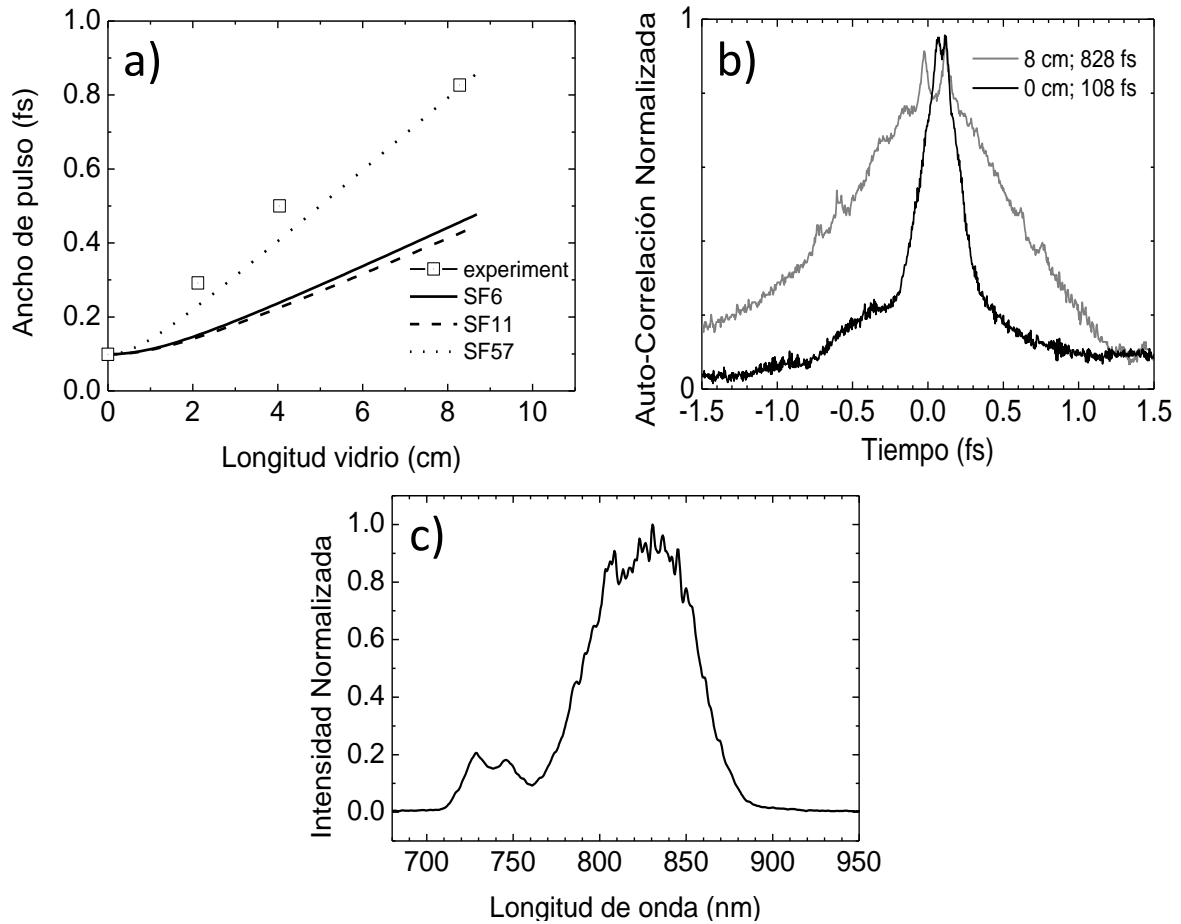 a)
Ancho de pulso (fs)
1.0
0.8
0.6
0.4
0.2
0.0
experiment
SF6
SF11
SF57
0 2 4 6 8 10
Longitud vidrio (cm)
b)
Auto-Correlación Normalizada
1
0
8 cm; 828 fs
0 cm; 108 fs
-1.5 -1.0 -0.5 0.0 0.5 1.0 1.5
Tiempo (fs)
c)
Intensidad Normalizada
1.0
0.8
0.6
0.4
0.2
0.0
700 750 800 850 900 950
Longitud de onda (nm)